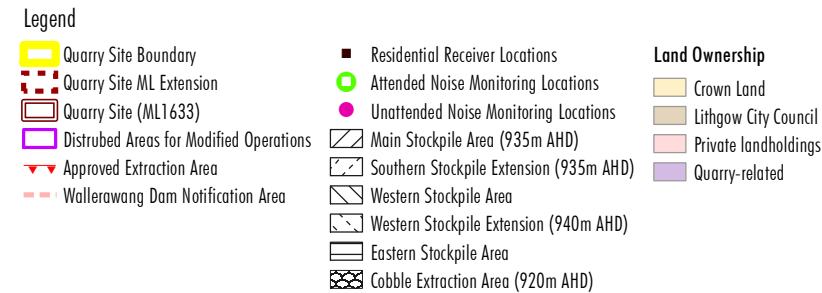 Legend
Quarry Site Boundary
Quarry Site ML Extension
Quarry Site (ML1633)
Distrubed Areas for Modified Operations
Approved Extraction Area
Wallerawang Dam Notification Area
Residential Receiver Locations
Attended Noise Monitoring Locations
Unattended Noise Monitoring Locations
Main Stockpile Area (935m AHD)
Southern Stockpile Extension (935m AHD)
Western Stockpile Area
Western Stockpile Extension (940m AHD)
Eastern Stockpile Area
Cobble Extraction Area (920m AHD)
Land Ownership
Crown Land
Lithgow City Council
Private landholdings
Quarry-related